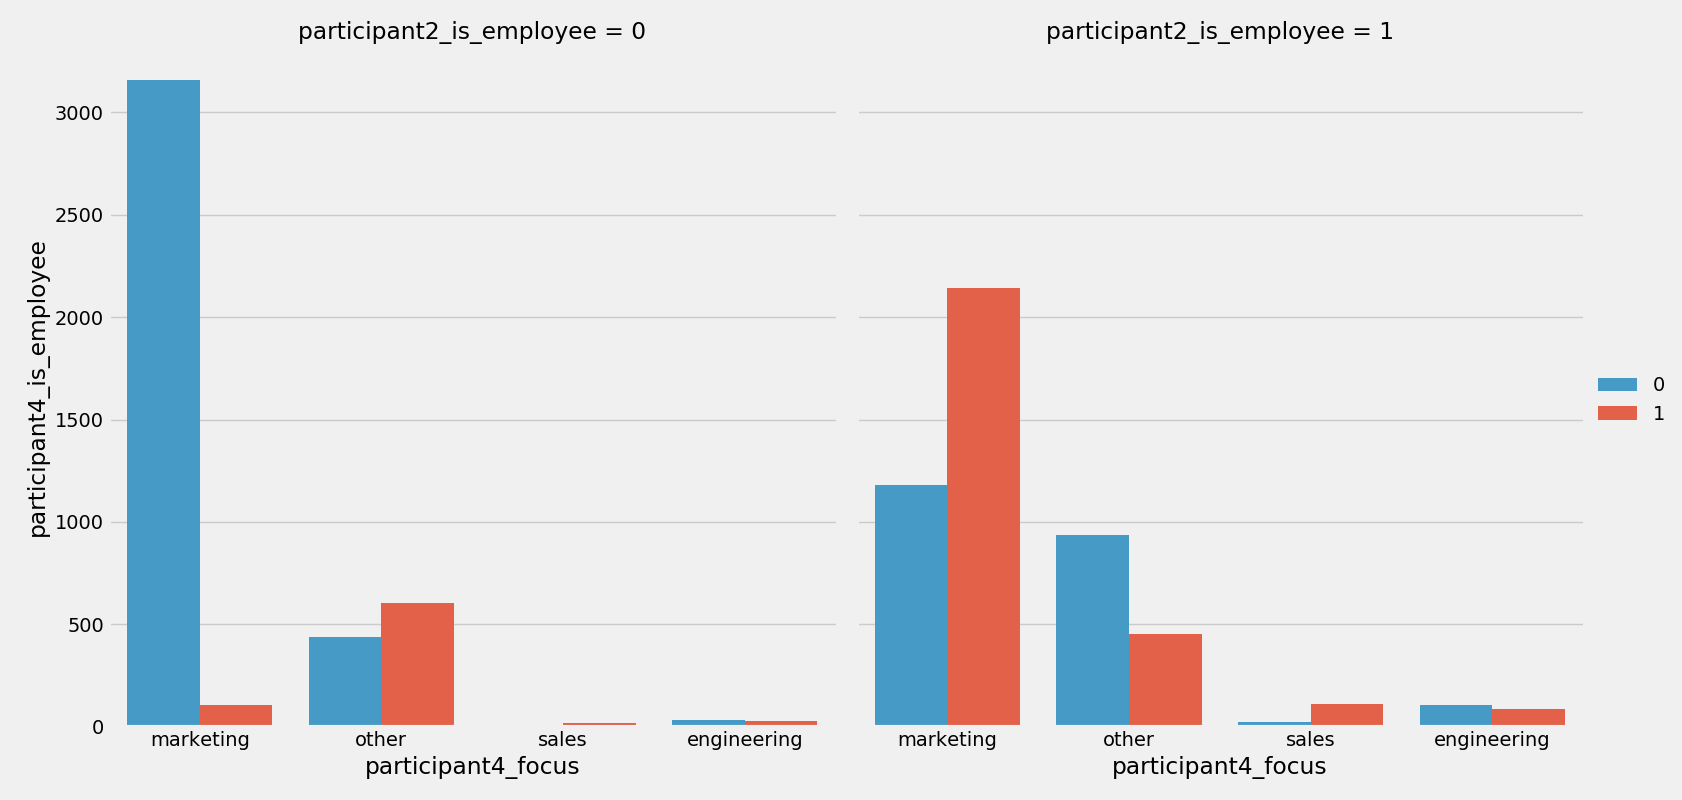 participant2_is_employee = 0
participant2_is_employee = 1
participant4_is_employee
3000
2500
2000
1500
1000
500
0
marketing other sales engineering
participant4_focus
marketing other sales engineering
participant4_focus
0
1